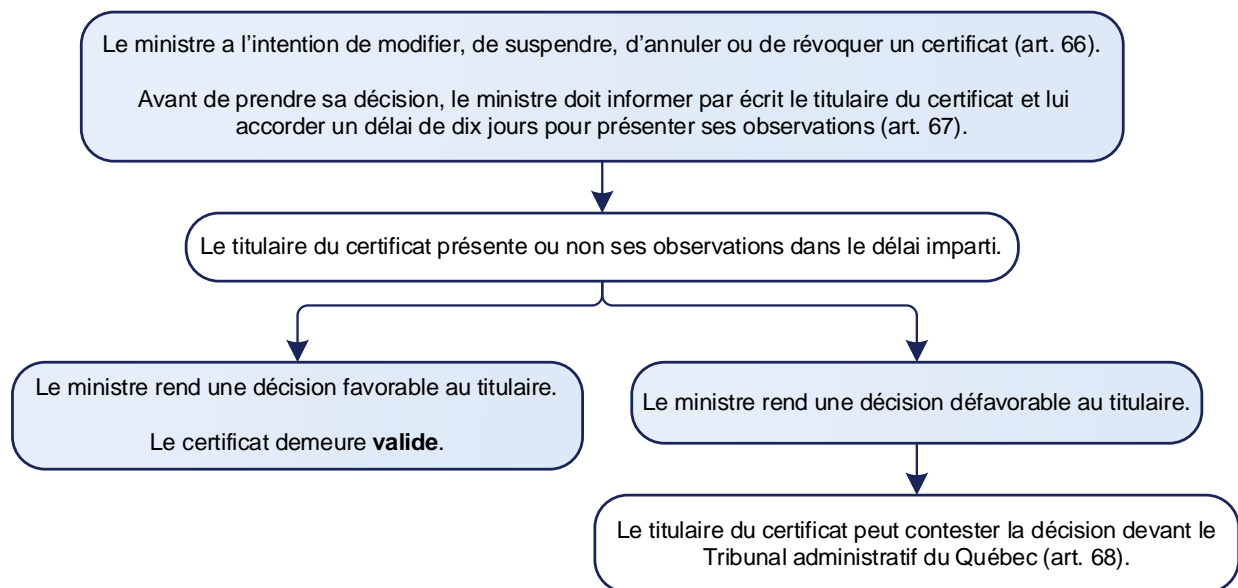 Le ministre a l’intention de modifier, de suspendre, d’annuler ou de révoquer un certificat (art. 66).
Avant de prendre sa décision, le ministre doit informer par écrit le titulaire du certificat et lui
accorder un délai de dix jours pour présenter ses observations (art. 67).
Le titulaire du certificat présente ou non ses observations dans le délai imparti.
Le ministre rend une décision favorable au titulaire.
Le certificat demeure valide.
Le ministre rend une décision défavorable au titulaire.
Le titulaire du certificat peut contester la décision devant le
Tribunal administratif du Québec (art. 68).